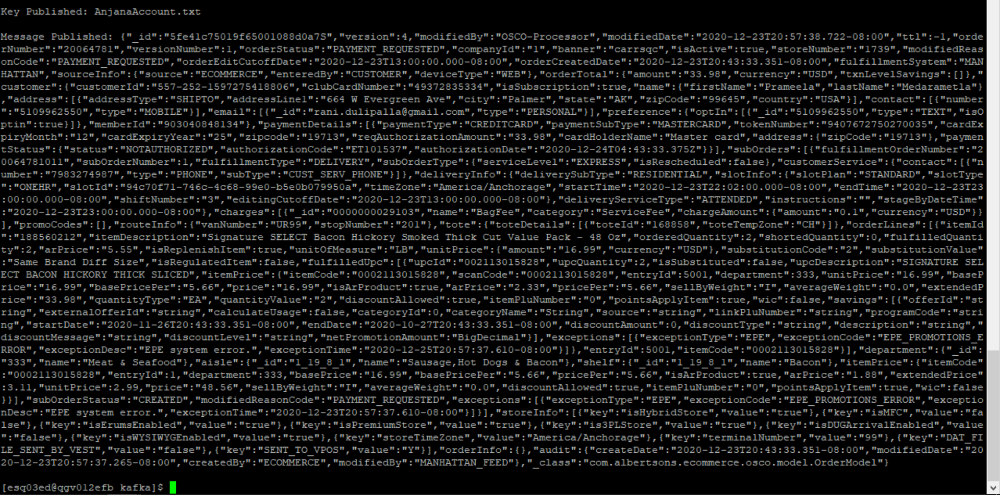 Key Published: AnjanaAccount.txt
Message Published: {"_id":"5fe41c75019f65001088d0a7S","version":4,"modifiedBy":"OSCO-Processor","modifiedDate":"2020-12-23T20:57:38.722-08:00","ttl":-1,"orde
rNumber":"20064781","versionNumber":1,"orderStatus":"PAYMENT_REQUESTED","companyId":"1","banner":"carrsqc","isActive":true,"storeNumber":"1739","modifiedReas
onCode":"PAYMENT_REQUESTED","orderEditCutoffDate":"2020-12-23T13:00:00.000-08:00","orderCreatedDate":"2020-12-23T20:43:33.351-08:00","fulfillmentSystem":"MAN
HATTAN","sourceInfo":{"source":"ECOMMERCE","enteredBy":"CUSTOMER","deviceType":"WEB"},"orderTotal":{"amount":"33.98","currency":"USD","txnLevelSavings":[]},"
customer":{"customerId":"557-252-1597275418806","clubCardNumber":"49372835334","isSubscription":true,"name":{"firstName":"Prameela","lastName":"Medarametla"}
,"address":[{"addressType":"SHIPTO","addressLine1":"664 W Evergreen Ave","city":"Palmer","state":"AK","zipCode":"99645","country":"USA"}],"contact":[{"number
":"5109962550","type":"MOBILE"}],"email":[{"_id":"rani.dulipalla@gmail.com","type":"PERSONAL"}],"preference":{"optIn":[{"_id":"5109962550","type":"TEXT","isO
ptin":true}]},"memberId":"903040848134"},"paymentDetails":[{"paymentType":"CREDITCARD","paymentSubType":"MASTERCARD","tokenNumber":"9407672750270035","cardEx
piryMonth":"12","cardExpiryYear":"25","zipcode":"19713","reqAuthorizationAmount":"33.98","cardHolderName":"Master card","address":{"zipCode":"19713"},"paymen
tStatus":{"status":"NOTAUTHORIZED","authorizationCode":"ET101537","authorizationDate":"2020-12-24T04:43:33.375Z"}}],"subOrders":[{"fulfillmentOrderNumber":"2
0064781011","subOrderNumber":1,"fulfillmentType":"DELIVERY","subOrderType":{"serviceLevel":"EXPRESS","isRescheduled":false},"customerService":{"contact":[{"n
umber":"7983274987","type":"PHONE","subType":"CUST_SERV_PHONE"}]},"deliveryInfo":{"deliverySubType":"RESIDENTIAL","slotInfo":{"slotPlan":"STANDARD","slotType
":"ONEHR","slotId":"94c70f71-746c-4c68-99e0-b5e0b079950a","timeZone":"America/Anchorage","startTime":"2020-12-23T22:02:00.000-08:00","endTime":"2020-12-23T23
:00:00.000-08:00","shiftNumber":"3","editingCutoffDate":"2020-12-23T13:00:00.000-08:00"},"deliveryServiceType":"ATTENDED","instructions":"","stageByDateTime"
:"2020-12-23T23:00:00.000-08:00"},"charges":[{"_id":"0000000029103","name":"BagFee","category":"ServiceFee","chargeAmount":{"amount":"0.1","currency":"USD"}}
],"promoCodes":[],"routeInfo":{"vanNumber":"UR99","stopNumber":"201"},"tote":{"toteDetails":[{"toteId":"168858","toteTempZone":"CH"}]},"orderLines":[{"itemId
":"188560212","itemDescription":"Signature SELECT Bacon Hickory Smoked Thick Cut Value Pack - 48 Oz","orderedQuantity":2,"shortedQuantity":0,"fulfilledQuanti
ty":2,"arPrice":"5.55","isReplenishItem":true,"unitOfMeasure":"LB","unitPrice":{"amount":"16.99","currency":"USD"},"substitutionCode":"2","substitutionValue"
:"Same Brand Diff Size","isRegulatedItem":false,"fulfilledUpc":[{"upcId":"002113015828","upcQuantity":2,"isSubstituted":false,"upcDescription":"SIGNATURE SEL
ECT BACON HICKORY THICK SLICED","itemPrice":{"itemCode":"0002113015828","scanCode":"0002113015828","entryId":5001,"department":333,"unitPrice":"16.99","baseP
rice":"16.99","basePricePer":"5.66","price":"16.99","isArProduct":true,"arPrice":"2.33","pricePer":"5.66","sellByWeight":"I","averageWeight":"0.0","extendedP
rice":"33.98","quantityType":"EA","quantityValue":"2","discountAllowed":true,"itemPluNumber":"0","pointsApplyItem":true,"wic":false,"savings":[{"offerId":"st
ring","externalOfferId":"string","calculateUsage":false,"categoryId":0,"categoryName":"String","source":"string","linkPluNumber":"string","programCode":"stri
ng","startDate":"2020-11-26T20:43:33.351-08:00","endDate":"2020-10-27T20:43:33.351-08:00","discountAmount":0,"discountType":"string","description":"string","
discountMessage":"string","discountLevel":"string","netPromotionAmount":"BigDecimal"}],"exceptions":[{"exceptionType":"EPE","exceptionCode":"EPE_PROMOTIONS_E
RROR","exceptionDesc":"EPE system error.","exceptionTime":"2020-12-25T20:57:37.610-08:00"}]},"entryId":5001,"itemCode":"0002113015828"}],"department":{"_id":
"333","name":"Meat & Seafood"},"aisle":{"_id":"1_19_8_1","name":"Sausage,Hot Dogs & Bacon"},"shelf":{"_id":"1_19_8_1","name":"Bacon"},"itemPrice":{"itemCode"
:"0002113015828","entryId":1,"department":333,"basePrice":"16.99","basePricePer":"5.66","pricePer":"5.66","isArProduct":true,"arPrice":"1.88","extendedPrice"
:3.11,"unitPrice":2.99,"price":"48.56","sellByWeight":"I","averageWeight":"0.0","discountAllowed":true,"itemPluNumber":"0","pointsApplyItem":true,"wic":false
}}],"subOrderStatus":"CREATED","modifiedReasonCode":"PAYMENT_REQUESTED","exceptions":[{"exceptionType":"EPE","exceptionCode":"EPE_PROMOTIONS_ERROR","exceptio
nDesc":"EPE system error.","exceptionTime":"2020-12-23T20:57:37.610-08:00"}]}],"storeInfo":[{"key":"isHybridStore","value":"true"},{"key":"isMFC","value":"fa
lse"},{"key":"isErumsEnabled","value":"true"},{"key":"isPremiumStore","value":"true"},{"key":"is3PLStore","value":"true"},{"key":"isDUGArrivalEnabled","value
":"false"},{"key":"isWYSIWYGEnabled","value":"true"},{"key":"storeTimeZone","value":"America/Anchorage"},{"key":"terminalNumber","value":"99"},{"key":"DAT_FI
LE_SENT_BY_VEST","value":"false"},{"key":"SENT_TO_VPOS","value":"Y"}],"orderInfo":{},"audit":{"createDate":"2020-12-23T20:43:33.351-08:00","modifiedDate":"20
20-12-23T20:57:37.265-08:00","createdBy":"ECOMMERCE","modifiedBy":"MANHATTAN_FEED"},"_class":"com.albertsons.ecommerce.osco.model.OrderModel"}
[esq03ed@qgv012efb kafka]$